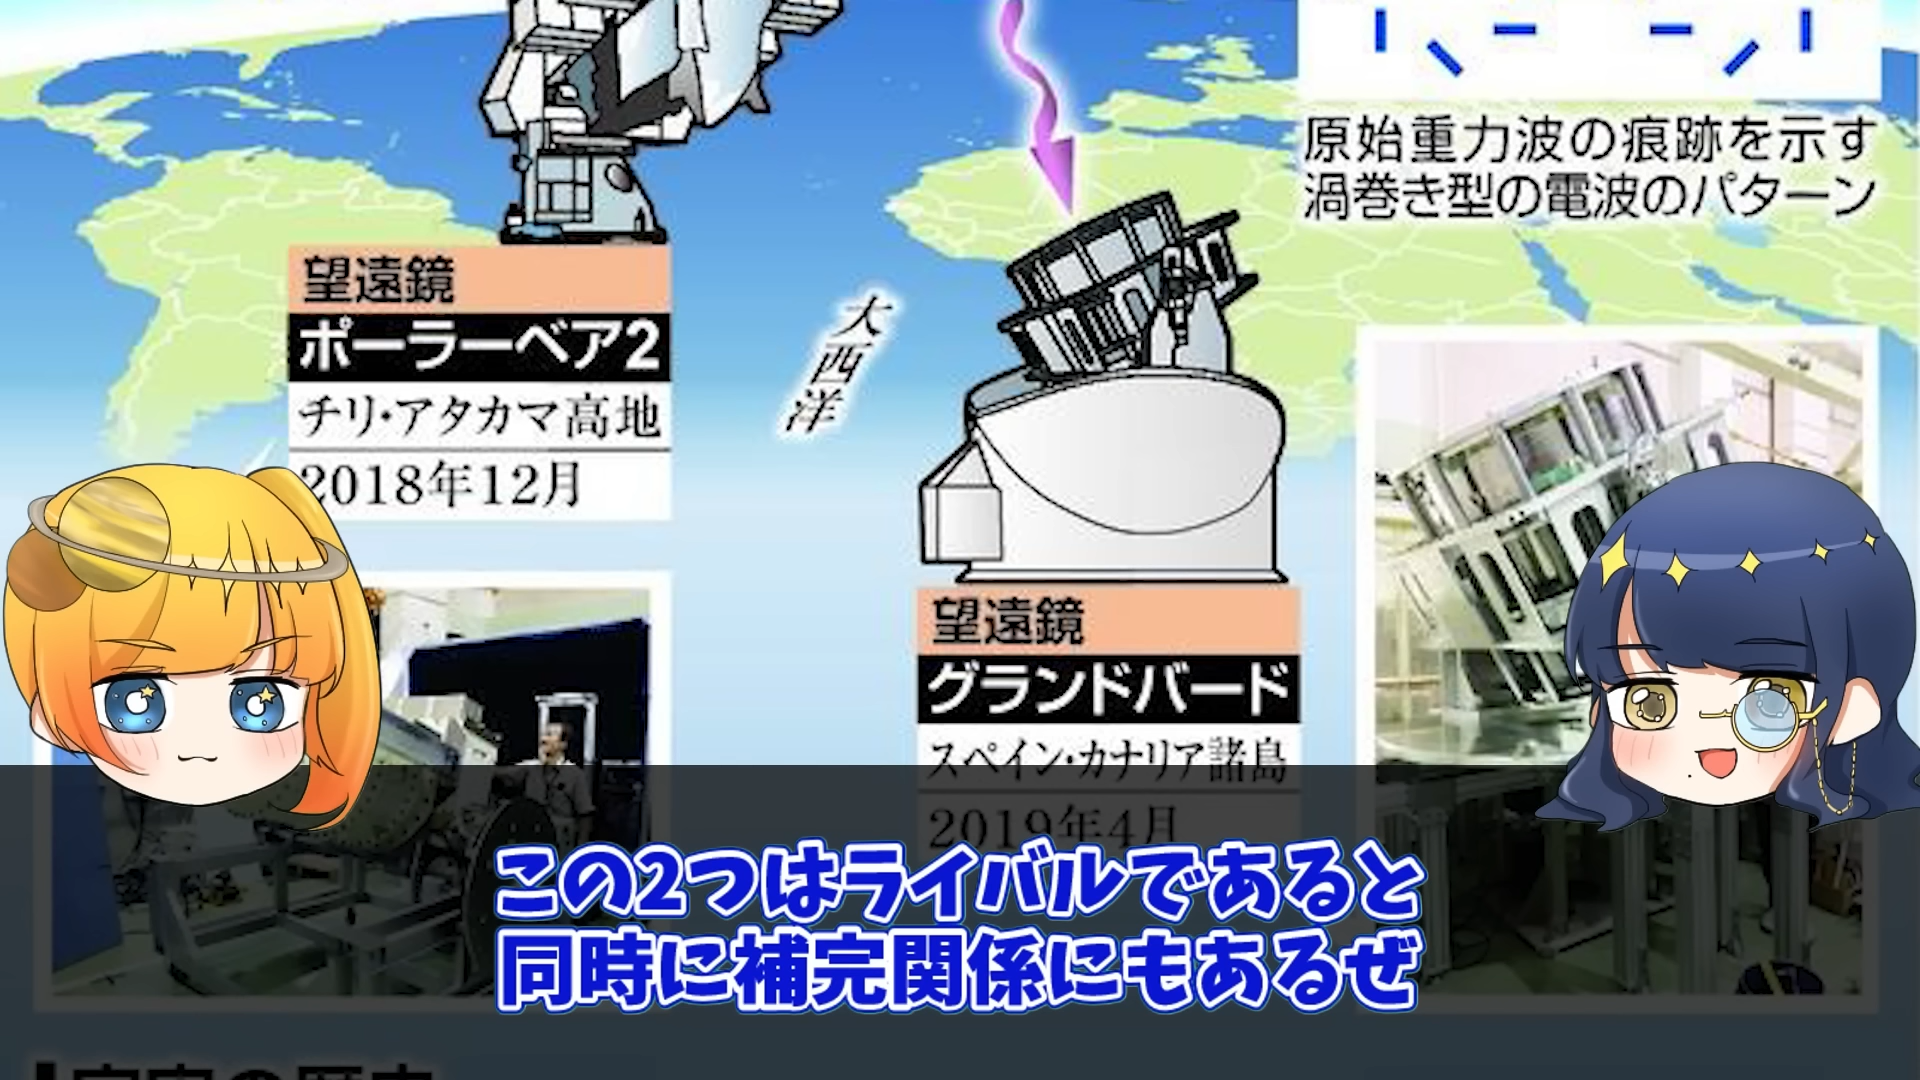 原始重力波の痕跡を示す
渦巻き型の電波のパターン
望遠鏡
ポーラーベア2
チリ・アタカマ高地
2018年12月
大西洋
望遠鏡
グランドバード
スペイン・カナリア諸島
2019年4月
この2つはライバルであると
同時に補完関係にもあるぜ